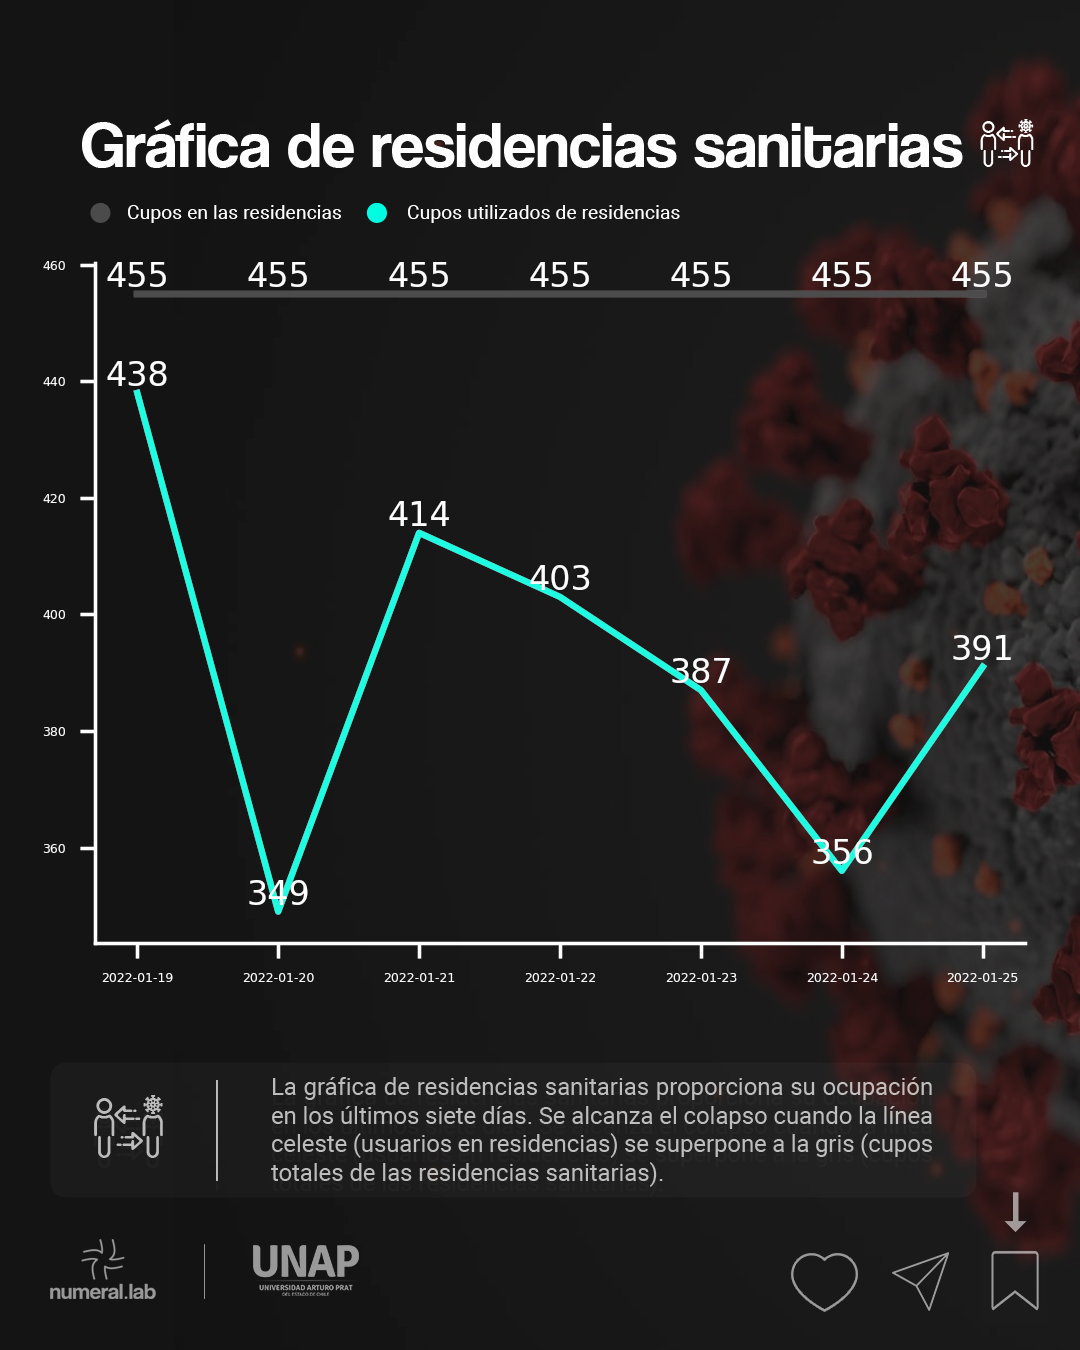 Gráfica de residencias sanitarias
Cupos en las residencias Cupos utilizados de residencias
460
455 455 455 455 455 455 455
440
438
420
414
403
400
391
387
380
360
356
349
2022-01-19 2022-01-20 2022-01-21 2022-01-22 2022-01-23 2022-01-24 2022-01-25
La gráfica de residencias sanitarias proporciona su ocupación
en los últimos siete días. Se alcanza el colapso cuando la línea
celeste (usuarios en residencias) se superpone a la gris (cupos
totales de las residencias sanitarias).
numeral.lab
UNAP
UNIVERSIDAD ARTURO PRAT
DEL ESTADO DE CHILE